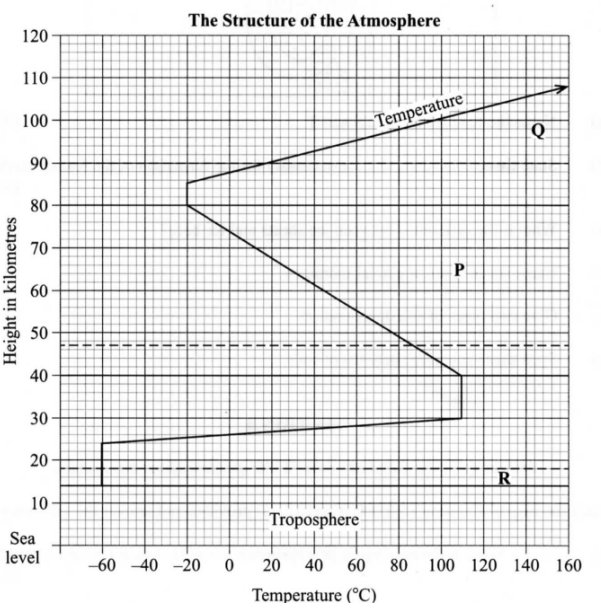 The Structure of the Atmosphere
120
110
100
90
80
70
60
50
40
30
20
10
Sea
level
Height in kilometres
Temperature
Q
P
R
Troposphere
–60 –40 –20 0 20 40 60 80 100 120 140 160
Temperature (°C)